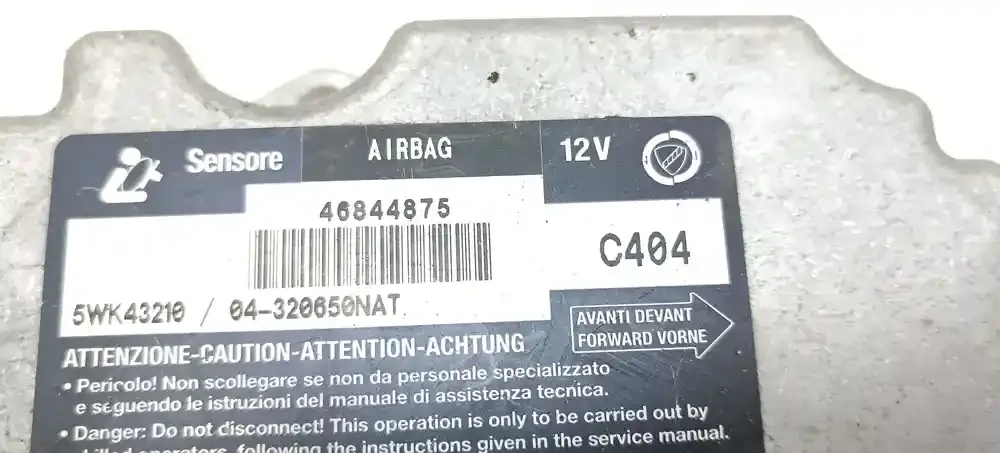 Sensore AIRBAG 12V
46844875
C404
5WK43210 / 04-320650NAT
AVANTI DEVANT
FORWARD VORNE
ATTENZIONE-CAUTION-ATTENTION-ACHTUNG
• Pericolo! Non scollegare se non da personale specializzato
e seguendo le istruzioni del manuale di assistenza tecnica.
• Danger: Do not disconnect! This operation is only to be carried out by
operators, following the instructions given in the service manual.